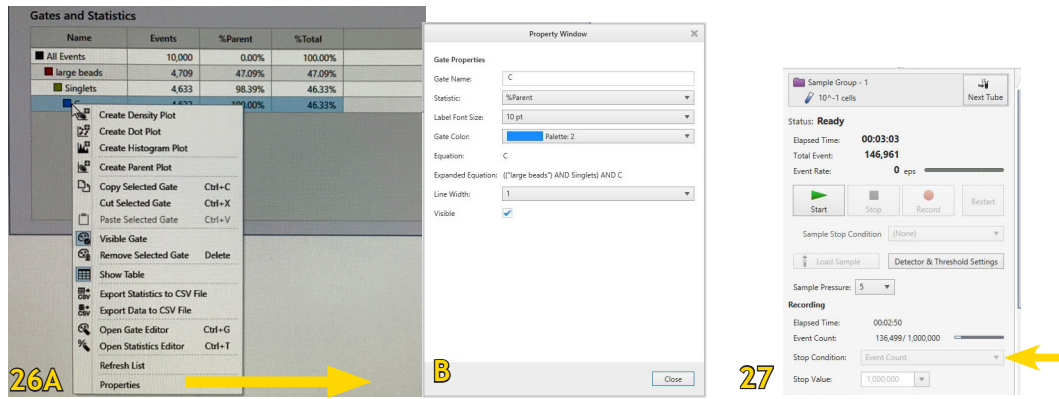 Gates and Statistics
Name Events %Parent %Total
All Events 10,000 0.00% 100.00%
large beads 4,709 47.09% 47.09%
Singlets 4,633 98.39% 46.33%
C 4,633 100.00% 46.33%
Create Density Plot
Create Dot Plot
Create Histogram Plot
Create Parent Plot
Copy Selected Gate Ctrl+C
Cut Selected Gate Ctrl+X
Paste Selected Gate Ctrl+V
Visible Gate
Remove Selected Gate Delete
Show Table
CSV Export Statistics to CSV File
CSV Export Data to CSV File
Open Gate Editor Ctrl+G
Open Statistics Editor Ctrl+T
Refresh List
Properties
26A
Property Window
Gate Properties
Gate Name: C
Statistic: %Parent
Label Font Size: 10 pt
Gate Color: Palette: 2
Equation: C
Expanded Equation: (("large beads") AND Singlets) AND C
Line Width: 1
Visible
Close
B
Sample Group - 1
10^-1 cells
Next Tube
Status: Ready
Elapsed Time: 00:03:03
Total Event: 146,961
Event Rate: 0 eps
Start Stop Record Restart
Sample Stop Condition (None)
Load Sample Detector & Threshold Settings
Sample Pressure: 5
Recording
Elapsed Time: 00:02:50
Event Count: 136,499/ 1,000,000
Stop Condition: Event Count
Stop Value: 1,000,000
27